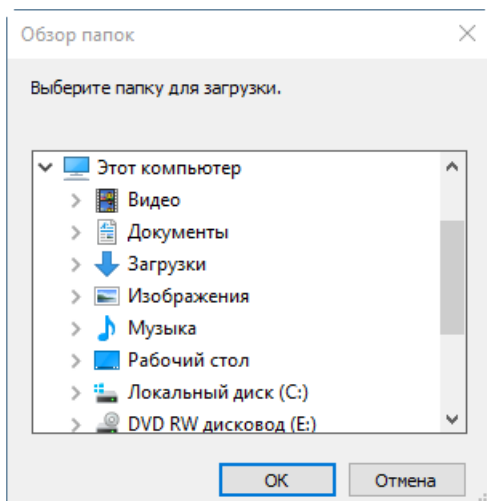 Обзор папок
Выберите папку для загрузки.
Этот компьютер
Видео
Документы
Загрузки
Изображения
Музыка
Рабочий стол
Локальный диск (C:)
DVD RW дисковод (E:)
ОК
Отмена